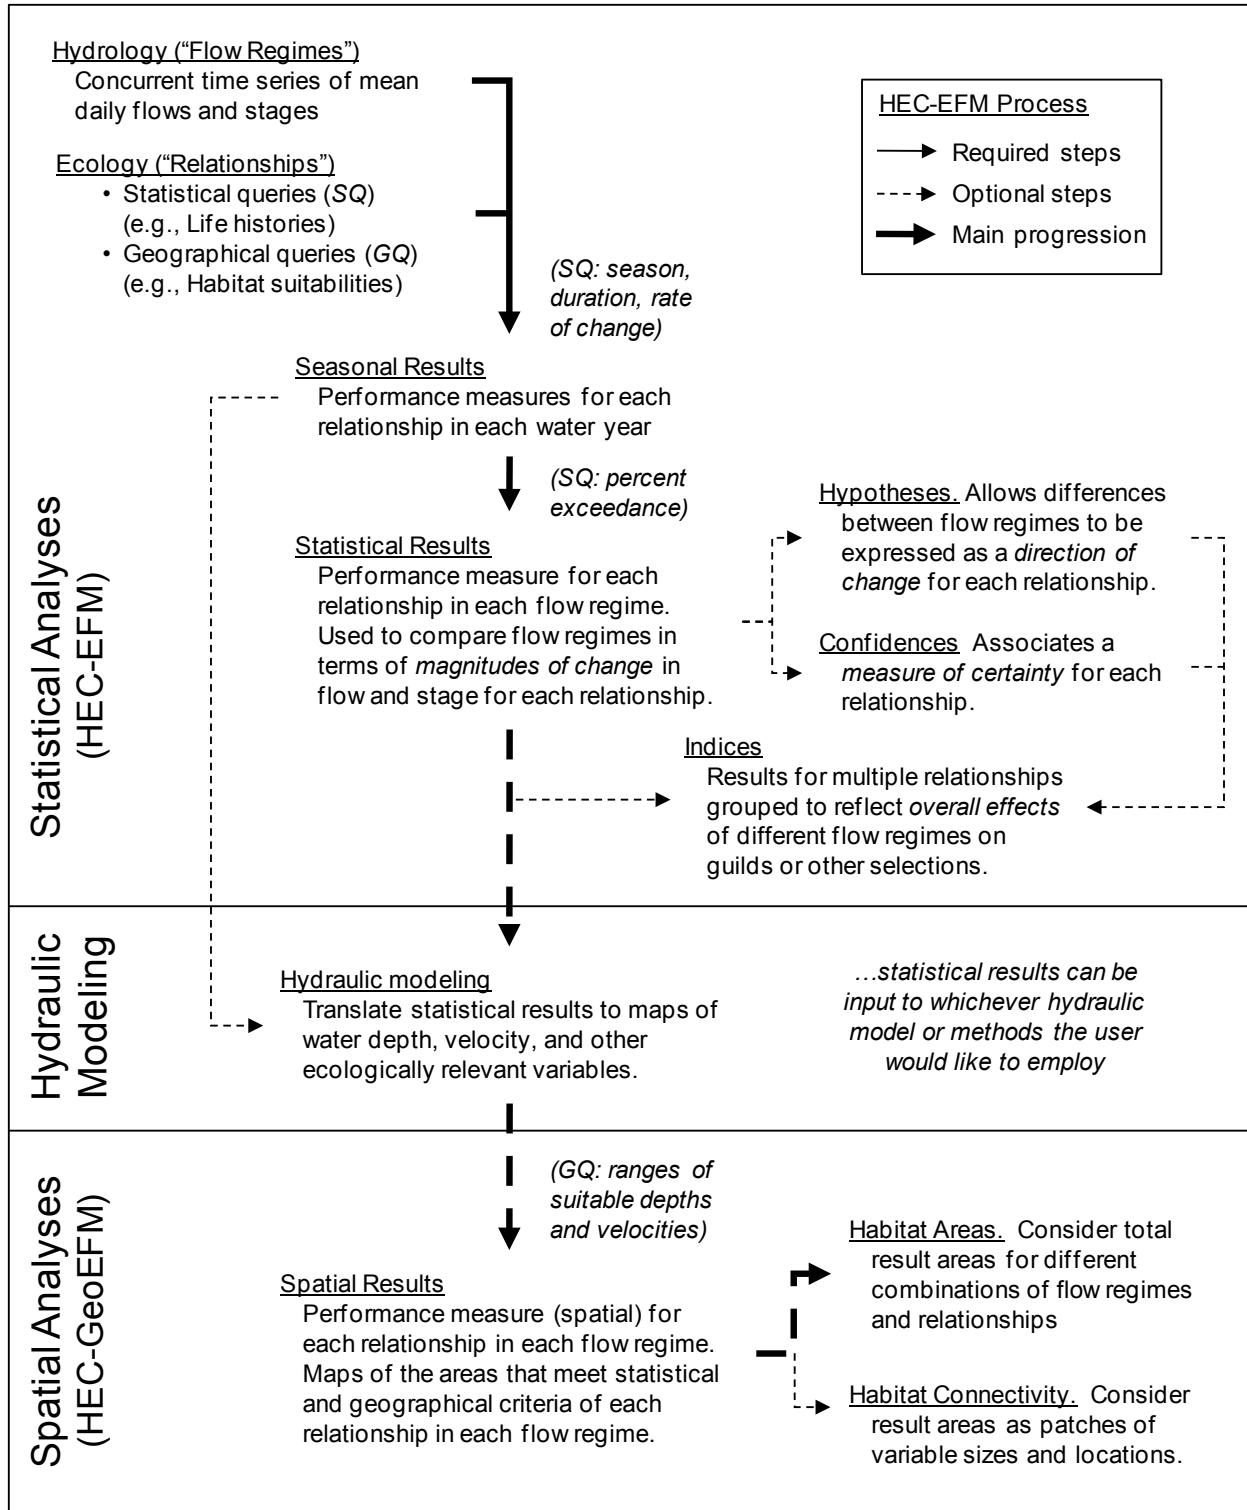 Hydrology (“Flow Regimes”)
Concurrent time series of mean
daily flows and stages
Ecology (“Relationships”)
• Statistical queries (SQ)
(e.g., Life histories)
• Geographical queries (GQ)
(e.g., Habitat suitabilities)
HEC-EFM Process
Required steps
Optional steps
Main progression
(SQ: season,
duration, rate
of change)
Seasonal Results
Performance measures for each
relationship in each water year
(SQ: percent
exceedance)
Statistical Results
Performance measure for each
relationship in each flow regime.
Used to compare flow regimes in
terms of magnitudes of change in
flow and stage for each relationship.
Hypotheses. Allows differences
between flow regimes to be
expressed as a direction of
change for each relationship.
Confidences Associates a
measure of certainty for each
relationship.
Indices
Results for multiple relationships
grouped to reflect overall effects
of different flow regimes on
guilds or other selections.
Statistical Analyses
(HEC-EFM)
Hydraulic modeling
Translate statistical results to maps of
water depth, velocity, and other
ecologically relevant variables.
…statistical results can be
input to whichever hydraulic
model or methods the user
would like to employ
Hydraulic
Modeling
(GQ: ranges of
suitable depths
and velocities)
Spatial Results
Performance measure (spatial) for
each relationship in each flow regime.
Maps of the areas that meet statistical
and geographical criteria of each
relationship in each flow regime.
Habitat Areas. Consider total
result areas for different
combinations of flow regimes
and relationships
Habitat Connectivity. Consider
result areas as patches of
variable sizes and locations.
Spatial Analyses
(HEC-GeoEFM)